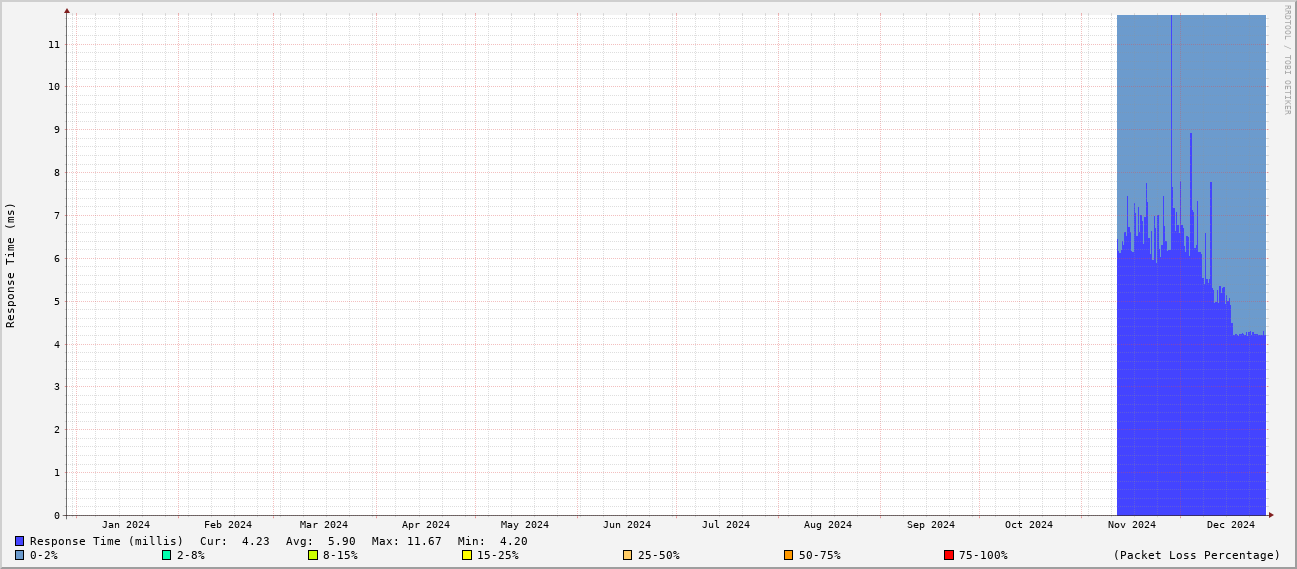 RRDTOOL / TOBI OETIKER
Response Time (ms)
11
10
9
8
7
6
5
4
3
2
1
0
Jan 2024 Feb 2024 Mar 2024 Apr 2024 May 2024 Jun 2024 Jul 2024 Aug 2024 Sep 2024 Oct 2024 Nov 2024 Dec 2024
Response Time (millis) Cur: 4.23 Avg: 5.90 Max: 11.67 Min: 4.20
0-2% 2-8% 8-15% 15-25% 25-50% 50-75% 75-100% (Packet Loss Percentage)